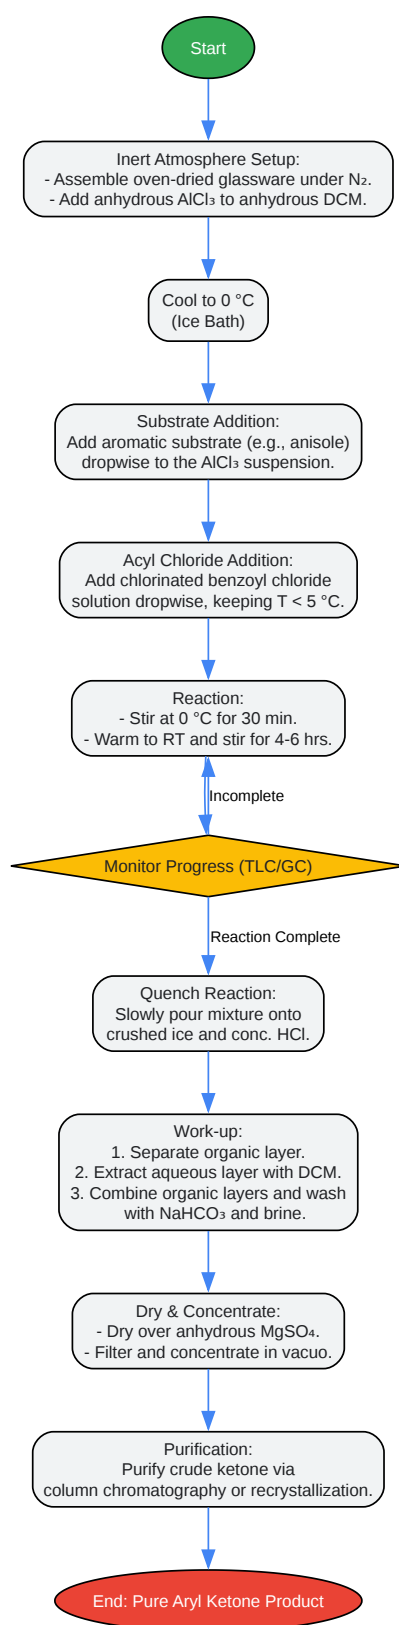 Start
Inert Atmosphere Setup:
- Assemble oven-dried glassware under N₂.
- Add anhydrous AlCl₃ to anhydrous DCM.
Cool to 0 °C
(Ice Bath)
Substrate Addition:
Add aromatic substrate (e.g., anisole)
dropwise to the AlCl₃ suspension.
Acyl Chloride Addition:
Add chlorinated benzoyl chloride
solution dropwise, keeping T < 5 °C.
Reaction:
- Stir at 0 °C for 30 min.
- Warm to RT and stir for 4-6 hrs.
Incomplete
Monitor Progress (TLC/GC)
Reaction Complete
Quench Reaction:
Slowly pour mixture onto
crushed ice and conc. HCl.
Work-up:
1. Separate organic layer.
2. Extract aqueous layer with DCM.
3. Combine organic layers and wash
with NaHCO₃ and brine.
Dry & Concentrate:
- Dry over anhydrous MgSO₄.
- Filter and concentrate in vacuo.
Purification:
Purify crude ketone via
column chromatography or recrystallization.
End: Pure Aryl Ketone Product